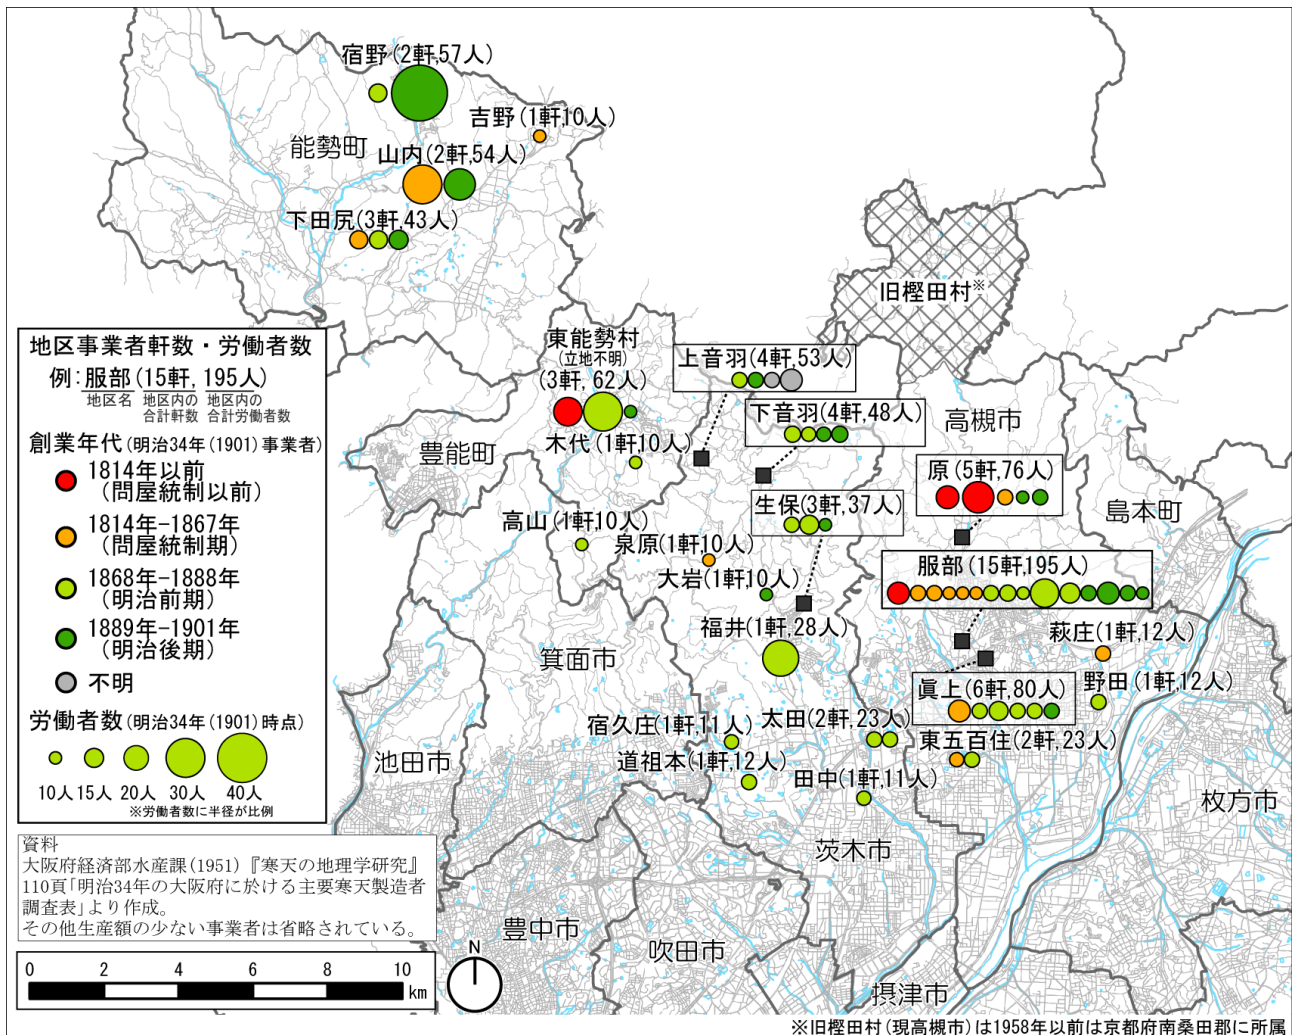 宿野(2軒,57人)
吉野(1軒,10人)
能勢町
山内(2軒,54人)
下田尻(3軒,43人)
旧樫田村※
地区事業者軒数・労働者数
例:服部(15軒, 195人)
地区名 地区内の合計軒数 地区内の合計労働者数
創業年代(明治34年(1901)事業者)
1814年以前
(問屋統制以前)
1814年-1867年
(問屋統制期)
1868年-1888年
(明治前期)
1889年-1901年
(明治後期)
不明
労働者数(明治34年(1901)時点)
10人 15人 20人 30人 40人
※労働者数に半径が比例
東能勢村
(立地不明)
(3軒, 62人)
上音羽(4軒,53人)
下音羽(4軒,48人)
高槻市
木代(1軒10人)
豊能町
原(5軒,76人)
島本町
生保(3軒,37人)
高山(1軒10人)
泉原(1軒10人)
大岩(1軒10人)
服部(15軒,195人)
福井(1軒,28人)
萩庄(1軒,12人)
箕面市
眞上(6軒,80人)
野田(1軒,12人)
宿久庄(1軒,11人)
太田(2軒,23人)
東五百住(2軒,23人)
道祖本(1軒,12人)
田中(1軒,11人)
池田市
枚方市
茨木市
豊中市
吹田市
摂津市
資料
大阪府経済部水産課(1951)『寒天の地理学研究』
110頁「明治34年の大阪府に於ける主要寒天製造者
調査表」より作成。
その他生産額の少ない事業者は省略されている。
0 2 4 6 8 10
km
N
※旧樫田村(現高槻市)は1958年以前は京都府南桑田郡に所属